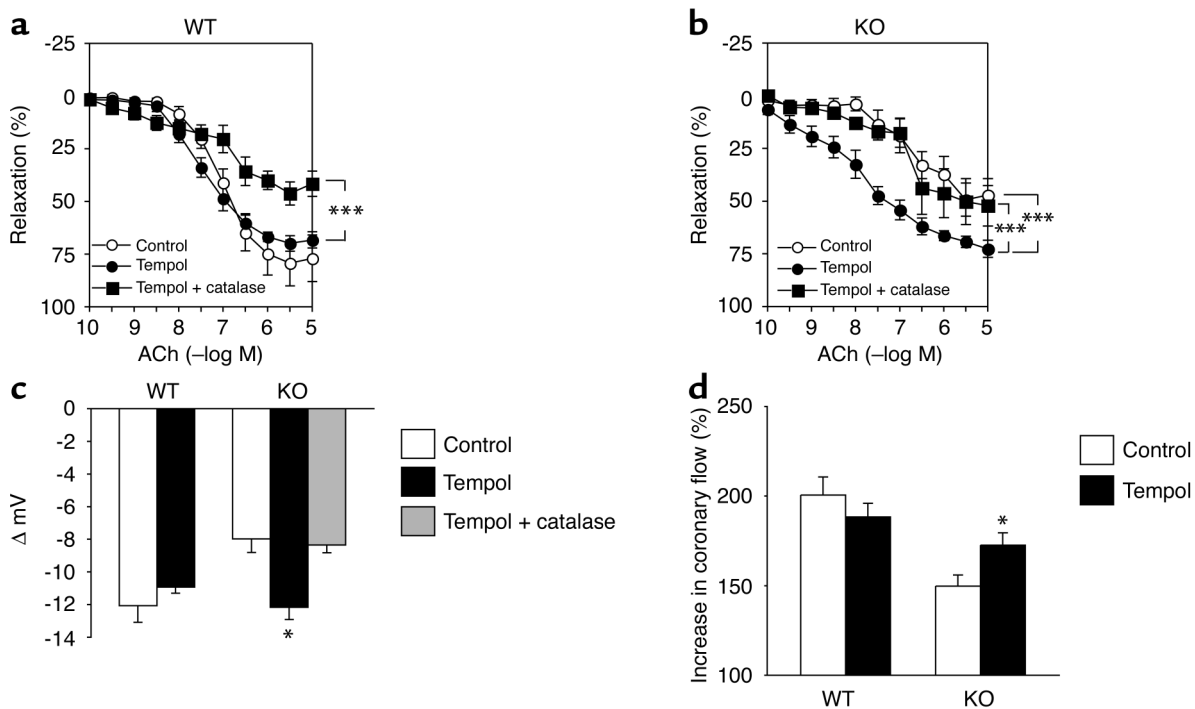 a
WT
-25
0
25
50
75
100
Relaxation (%)
***
Control
Tempol
Tempol + catalase
10 9 8 7 6 5
ACh (–log M)
b
KO
-25
0
25
50
75
100
Relaxation (%)
***
***
Control
Tempol
Tempol + catalase
10 9 8 7 6 5
ACh (–log M)
c
WT KO
0
-2
-4
-6
-8
-10
-12
-14
Δ mV
*
Control
Tempol
Tempol + catalase
d
250
200
150
100
Increase in coronary flow (%)
*
WT KO
Control
Tempol